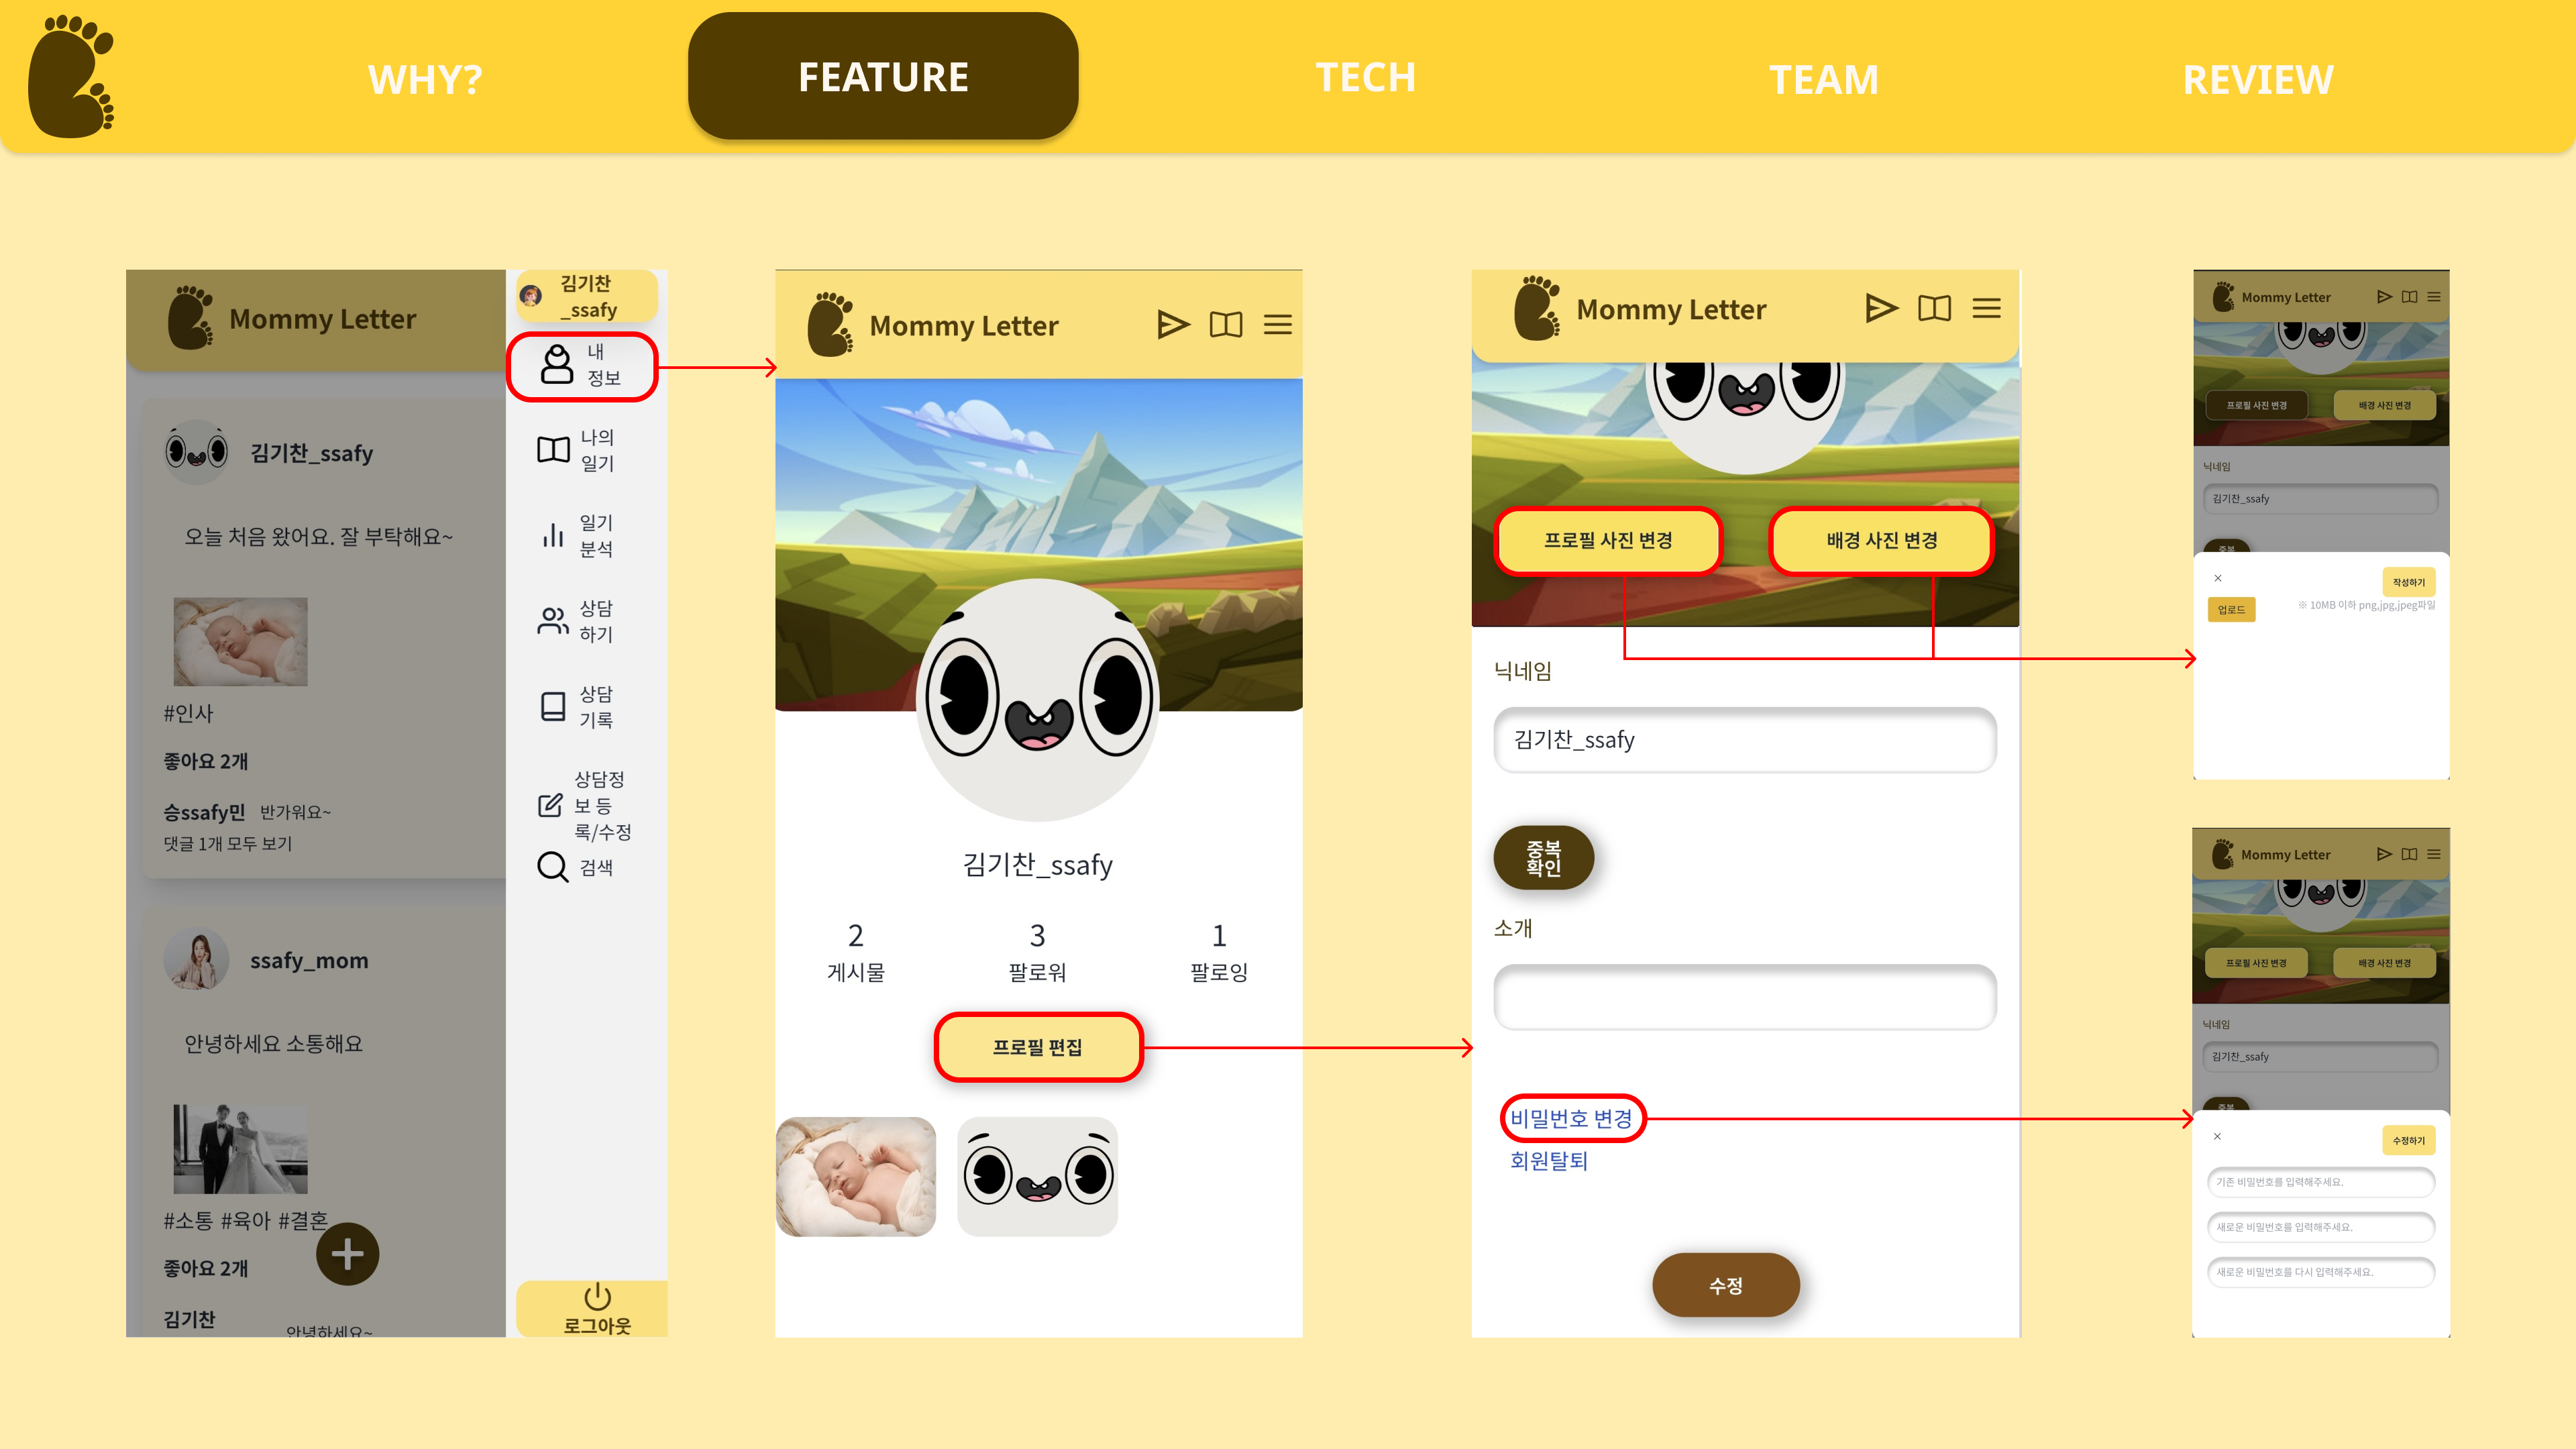 WHY?
FEATURE
TECH
TEAM
REVIEW
Mommy Letter
김기찬_ssafy
오늘 처음 왔어요. 잘 부탁해요~
#인사
좋아요 2개
승ssafy민 반가워요~
댓글 1개 모두 보기
ssafy_mom
안녕하세요 소통해요
#소통 #육아 #결혼
좋아요 2개
김기찬
안녕하세요~
김기찬
_ssafy
내
정보
나의
일기
일기
분석
상담
하기
상담
기록
상담정
보 등
록/수정
검색
로그아웃
Mommy Letter
김기찬_ssafy
2
3
1
게시물
팔로워
팔로잉
프로필 편집
Mommy Letter
프로필 사진 변경
배경 사진 변경
닉네임
김기찬_ssafy
중복
확인
소개
비밀번호 변경
회원탈퇴
수정
Mommy Letter
프로필 사진 변경
배경 사진 변경
닉네임
김기찬_ssafy
중복
작성하기
업로드
※ 10MB 이하 png,jpg,jpeg파일
Mommy Letter
프로필 사진 변경
배경 사진 변경
닉네임
김기찬_ssafy
중복
수정하기
기존 비밀번호를 입력해주세요.
새로운 비밀번호를 입력해주세요.
새로운 비밀번호를 다시 입력해주세요.